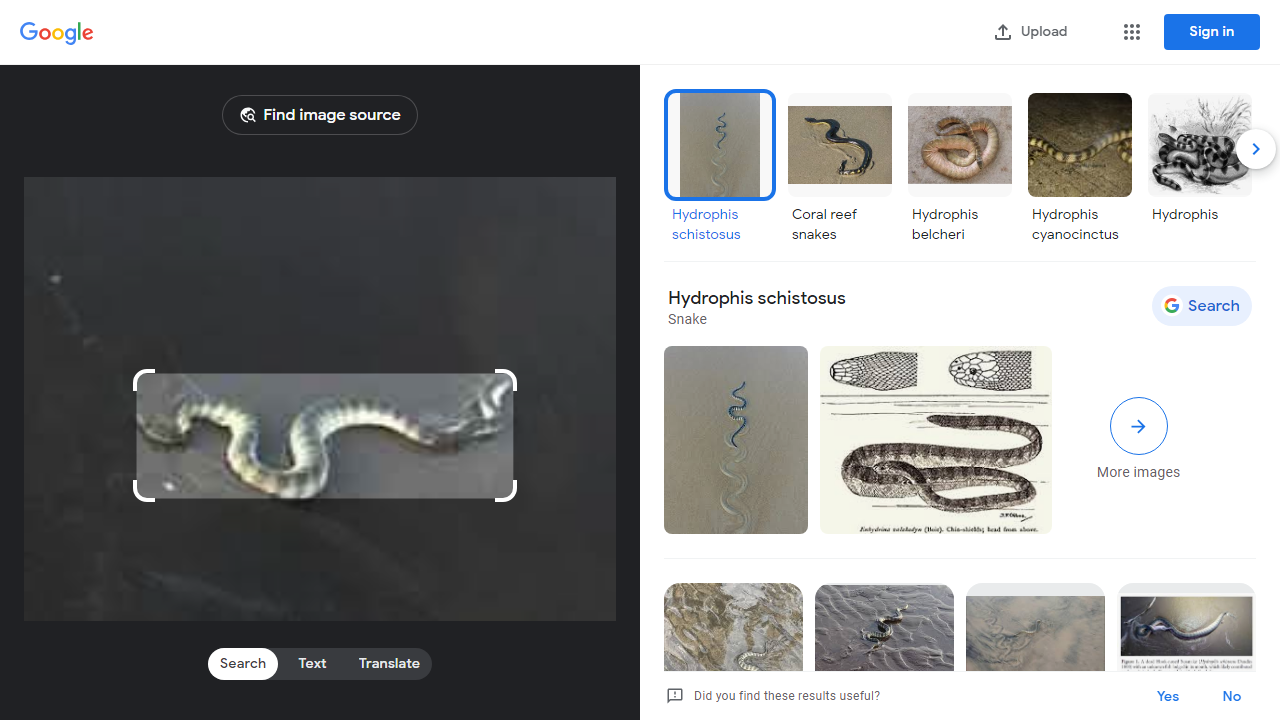 Google
Upload
Sign in
Find image source
Hydrophis
schistosus
Coral reef
snakes
Hydrophis
belcheri
Hydrophis
cyanocinctus
Hydrophis
Hydrophis schistosus
Snake
Search
Enhydrina valakadyn (Boie). Chin-shields; head from above.
More images
Search
Text
Translate
Did you find these results useful?
Yes
No